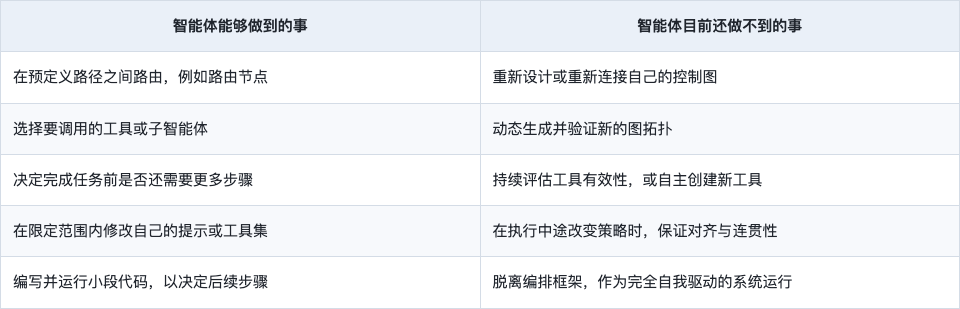 智能体能够做到的事
智能体目前还做不到的事
在预定义路径之间路由，例如路由节点
重新设计或重新连接自己的控制图
选择要调用的工具或子智能体
动态生成并验证新的图拓扑
决定完成任务前是否还需要更多步骤
持续评估工具有效性，或自主创建新工具
在限定范围内修改自己的提示或工具集
在执行中途改变策略时，保证对齐与连贯性
编写并运行小段代码，以决定后续步骤
脱离编排框架，作为完全自我驱动的系统运行